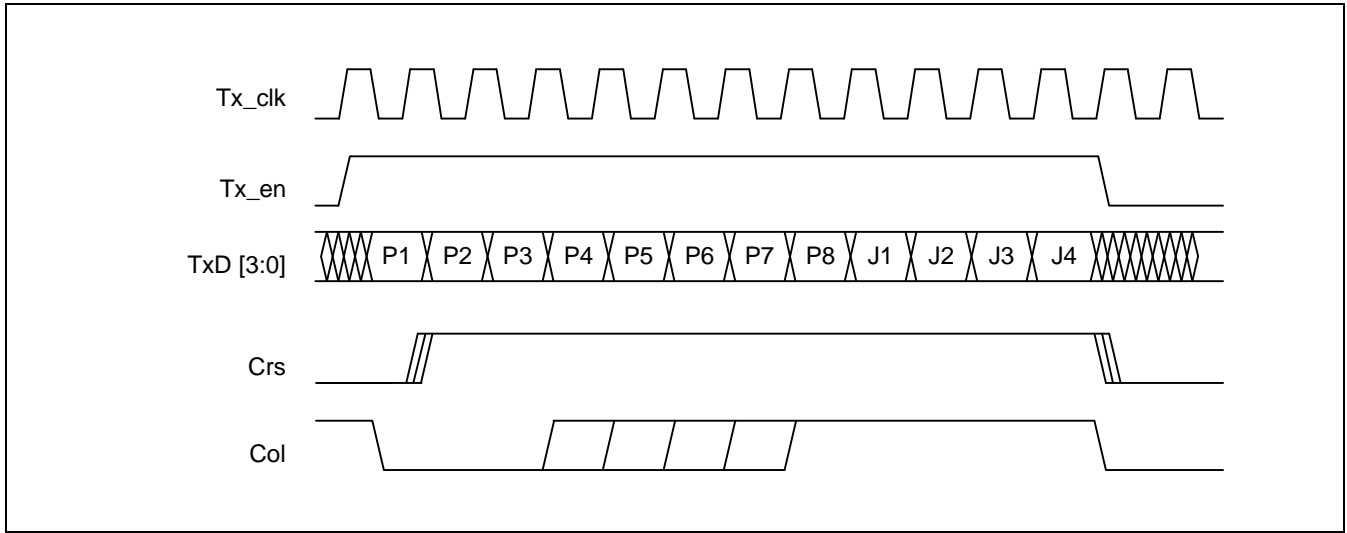 Tx_clk
Tx_en
TxD [3:0] P1 P2 P3 P4 P5 P6 P7 P8 J1 J2 J3 J4
Crs
Col